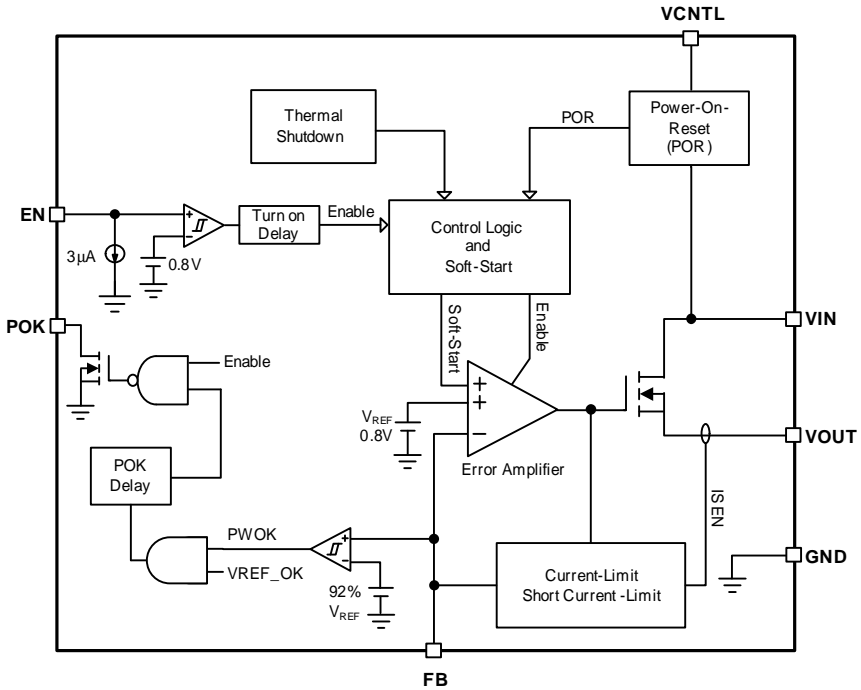 VCNTL
Thermal
Shutdown
POR
Power-On-
Reset
(POR)
EN
3µA
+
−
0.8V
Turn on
Delay
Enable
Control Logic
and
Soft-Start
POK
Enable
Soft-Start
Enable
VIN
VREF
0.8V
+
+
−
Error Amplifier
VOUT
POK
Delay
ISEN
PWOK
VREF_OK
+
−
92%
VREF
Current-Limit
Short Current-Limit
GND
FB